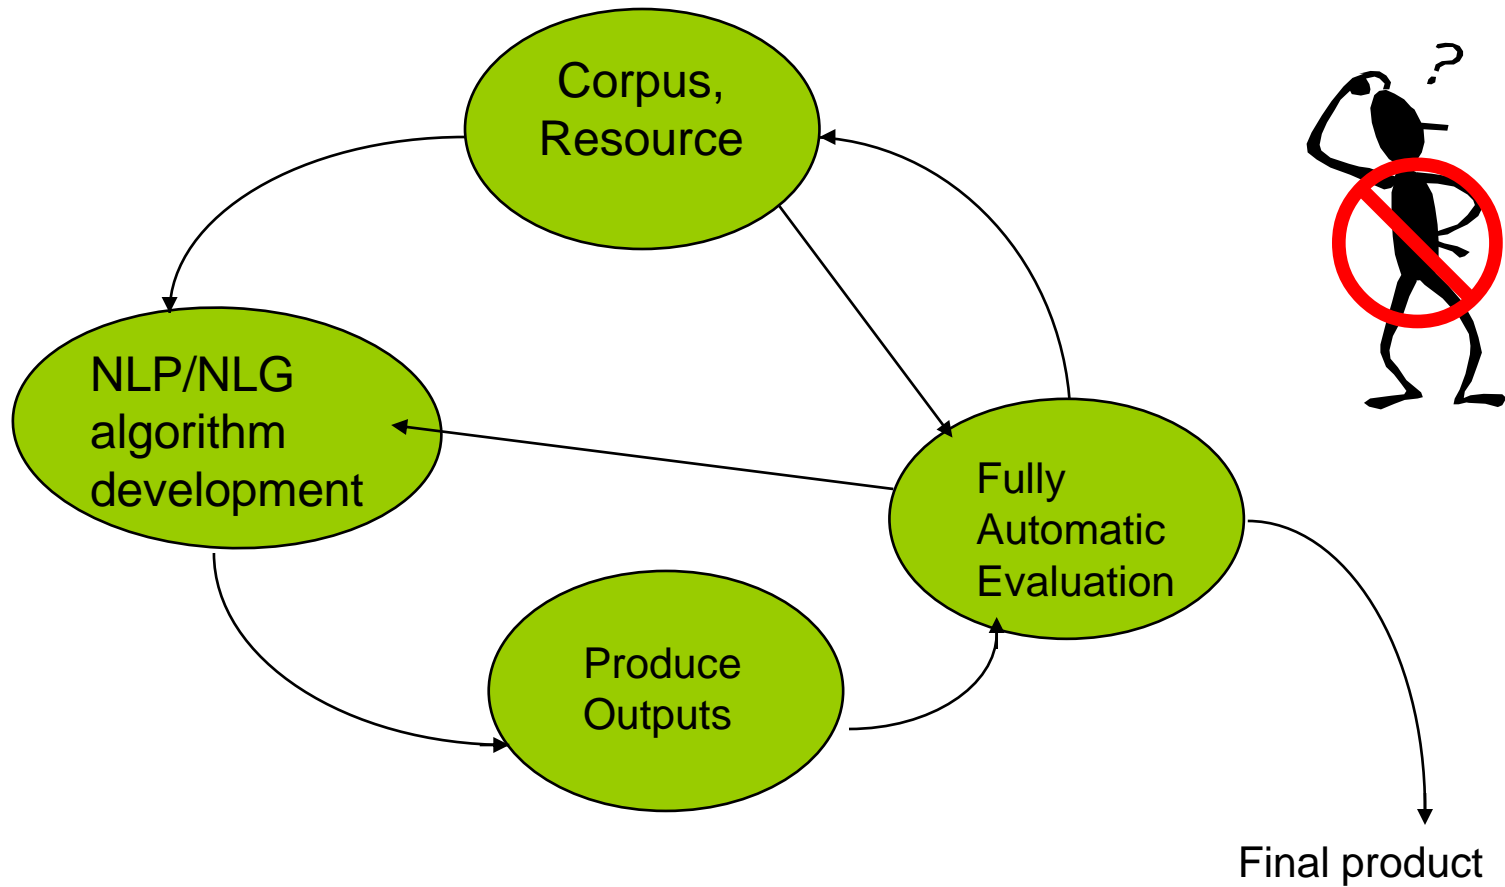 Corpus,
Resource
NLP/NLG
algorithm
development
Fully
Automatic
Evaluation
Produce
Outputs
Final product
?